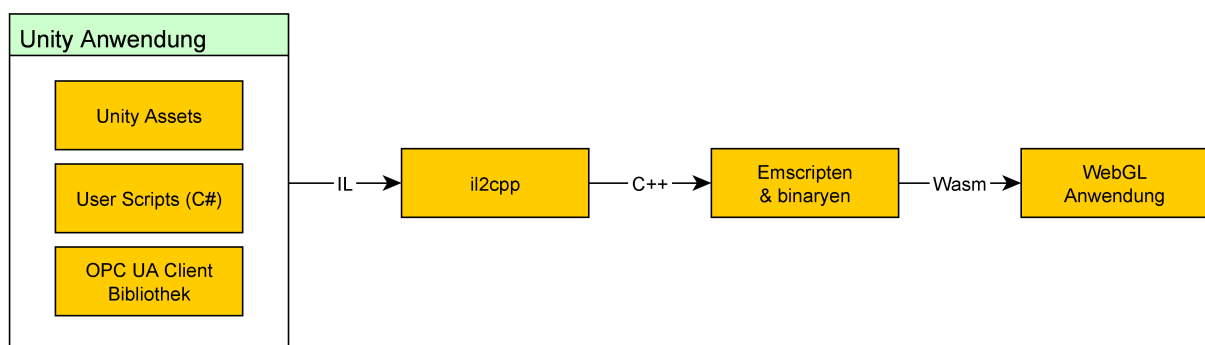 Unity Anwendung
Unity Assets
User Scripts (C#)
OPC UA Client
Bibliothek
IL
il2cpp
C++
Emscripten
& binaryen
Wasm
WebGL
Anwendung